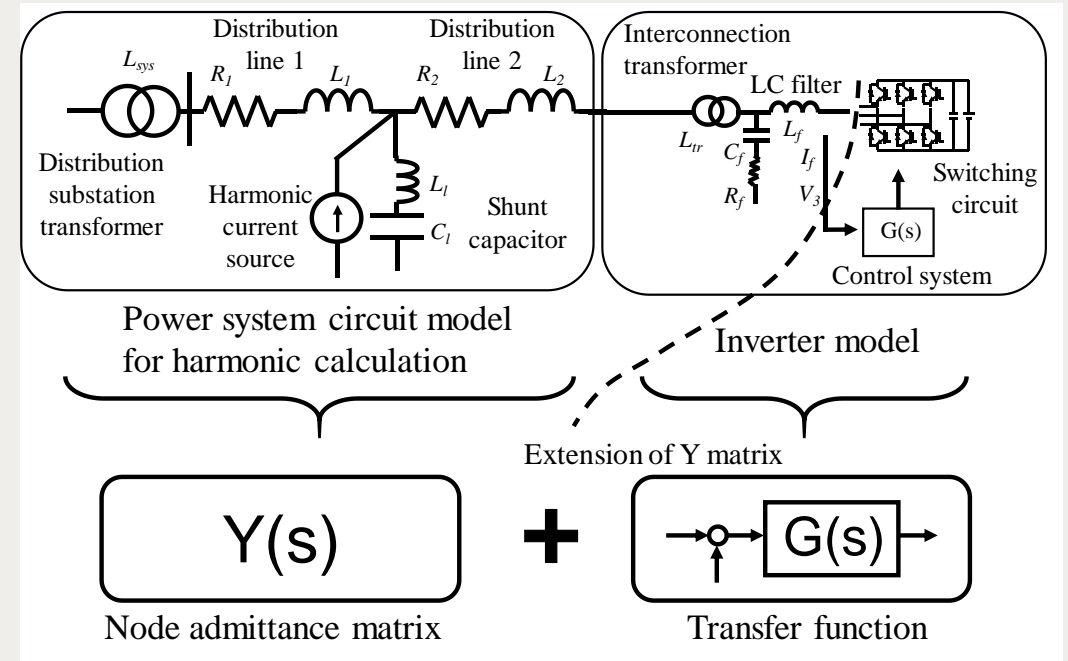 Distribution
line 1
Distribution
line 2
Interconnection
transformer
L_sys
R_1
L_1
R_2
L_2
LC filter
L_tr
C_f
R_f
L_f
I_f
V_3
Distribution
substation
transformer
Harmonic
current
source
L_l
C_l
Shunt
capacitor
Switching
circuit
G(s)
Control system
Power system circuit model
for harmonic calculation
Inverter model
Extension of Y matrix
Y(s)
+
G(s)
Node admittance matrix
Transfer function